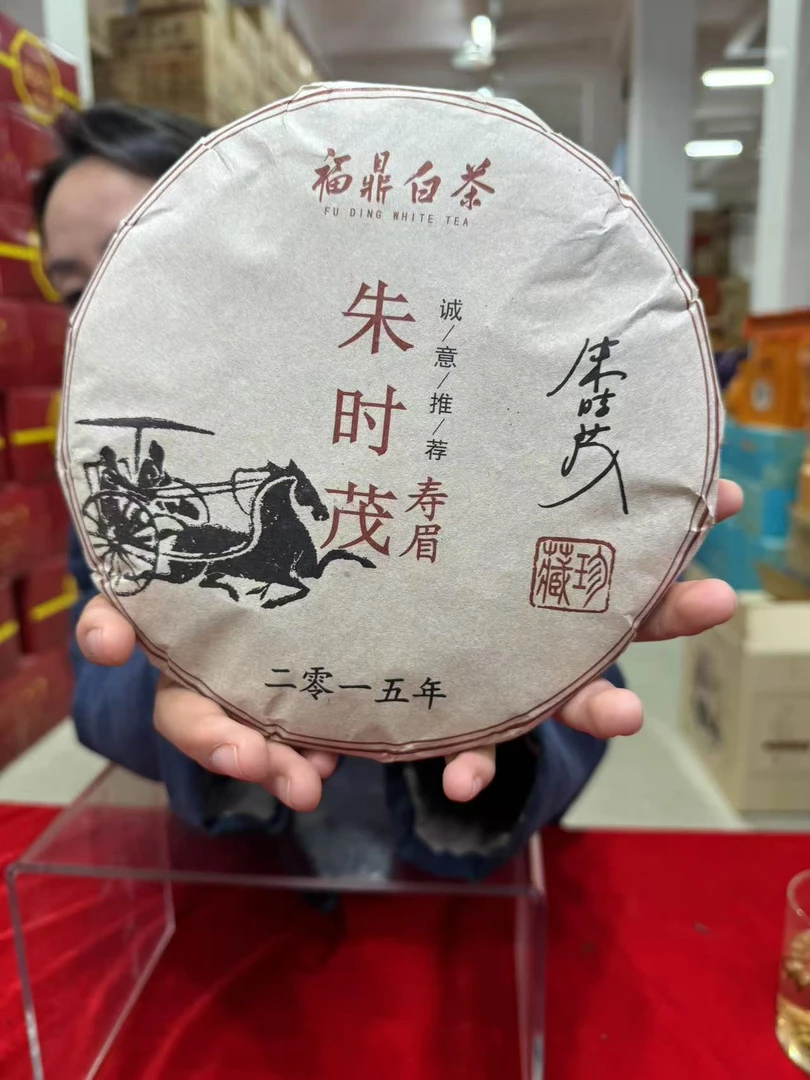 福鼎白茶
FU DING WHITE TEA
朱时茂
诚/意/推/荐
寿眉
朱时茂
珍藏
二零一五年